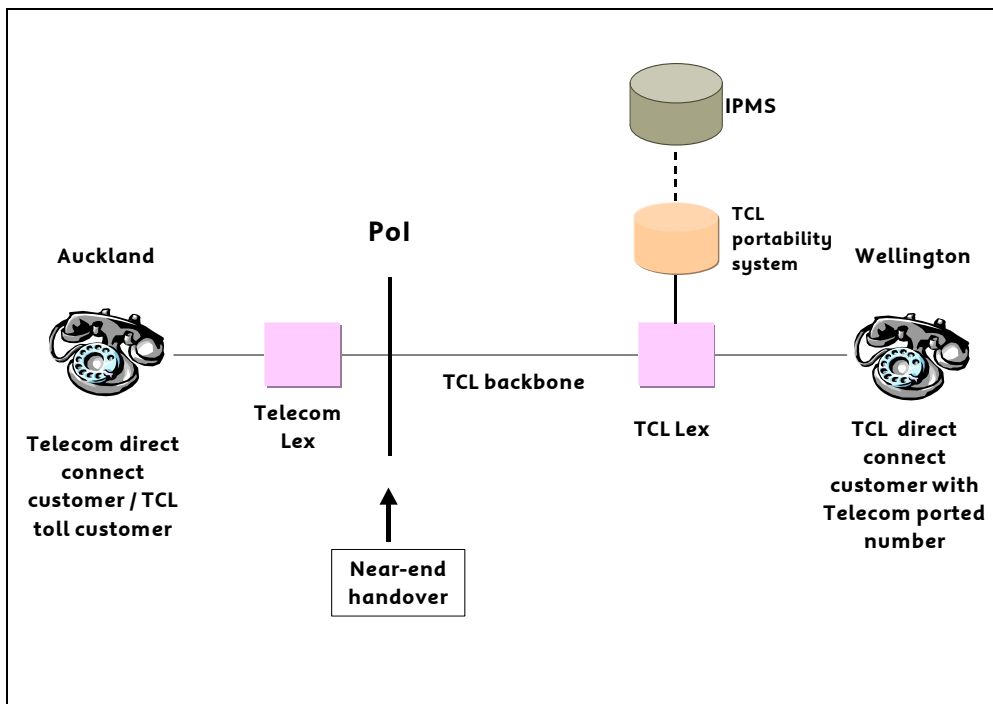 IPMS
TCL
portability
system
PoI
Auckland
Wellington
TCL backbone
Telecom
Lex
TCL Lex
Telecom direct
connect
customer / TCL
toll customer
TCL direct
connect
customer with
Telecom ported
number
Near-end
handover